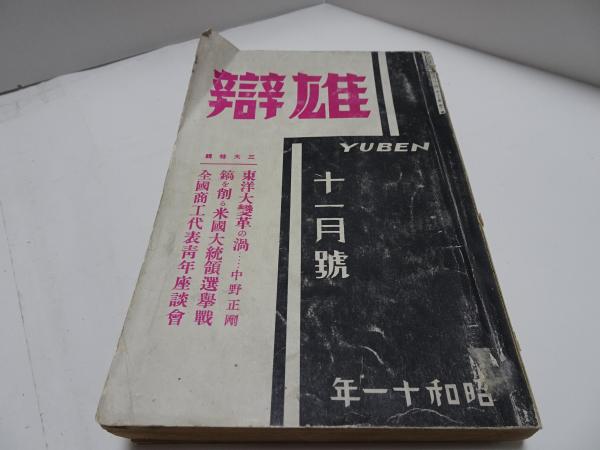 雄辯
YUBEN
十一月號
三大特輯
東洋大變革の渦……中野正剛
鎬を削る米國大統領選擧戰
全國商工代表靑年座談會
昭和十一年